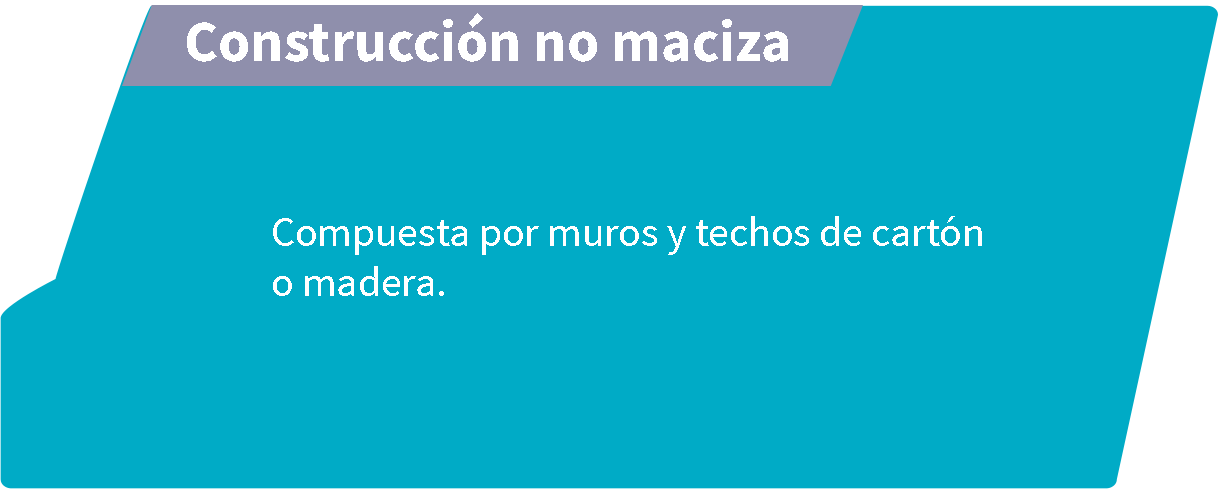 Construcción no maciza
Compuesta por muros y techos de cartón
o madera.